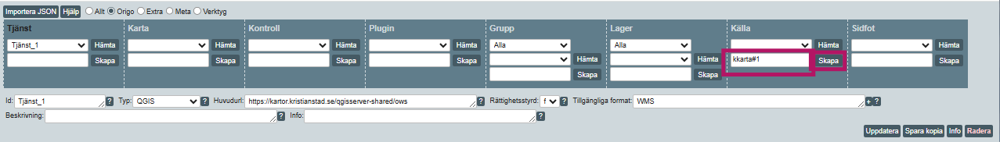 Importera JSON Hjälp Allt Origo Extra Meta Verktyg
Tjänst Karta Kontroll Plugin Grupp Lager Källa Sidfot
Tjänst_1 Hämta Hämta Hämta Hämta Alla Alla Hämta Hämta
Skapa Skapa Skapa Skapa Hämta Hämta kkarta#1 Skapa Skapa
Skapa Skapa
Id: Tjänst_1 ? Typ: QGIS ? Huvudurl: https://kartor.kristianstad.se/qgisserver-shared/ows ? Rättighetsstyrd: f ? Tillgängliga format: WMS + ?
Beskrivning: ? Info: ?
Uppdatera Spara kopia Info Radera